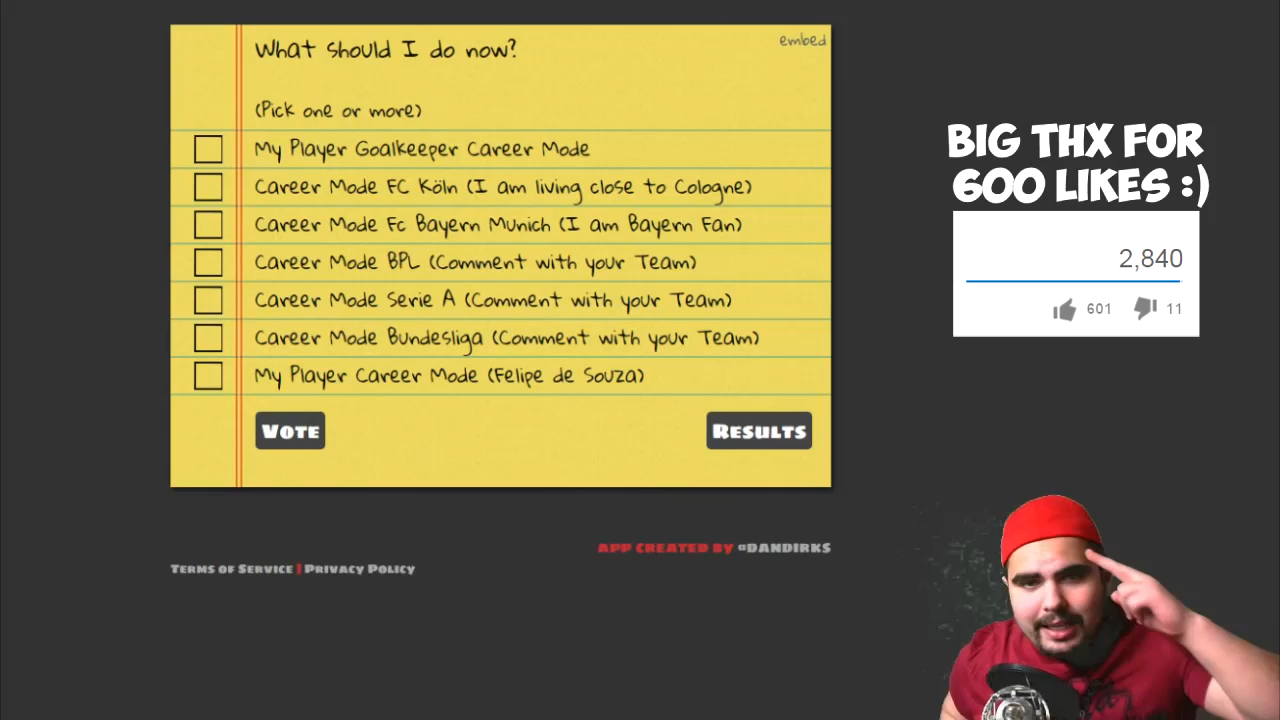 What should I do now?
embed
(Pick one or more)
My Player Goalkeeper Career Mode
Career Mode FC Köln (I am living close to Cologne)
Career Mode Fc Bayern Munich (I am Bayern Fan)
Career Mode BPL (Comment with your Team)
Career Mode Serie A (Comment with your Team)
Career Mode Bundesliga (Comment with your Team)
My Player Career Mode (Felipe de Souza)
Vote
Results
APP CREATED BY @DANDIRKS
Terms of Service | Privacy Policy
BIG THX FOR
600 LIKES :)
2,840
601 11